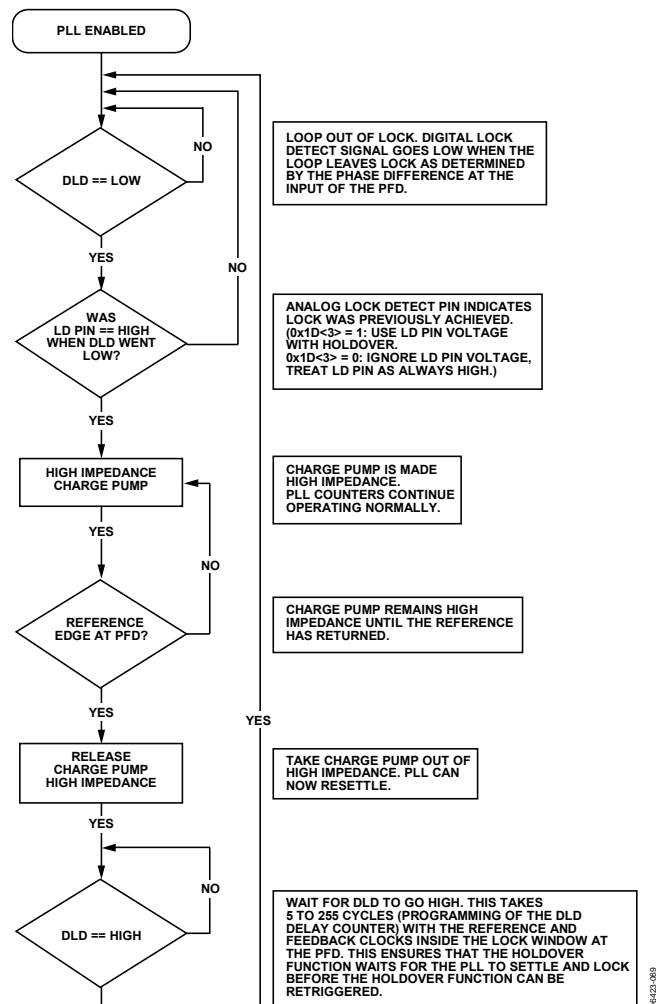 PLL ENABLED
NO
DLD == LOW
LOOP OUT OF LOCK. DIGITAL LOCK
DETECT SIGNAL GOES LOW WHEN THE
LOOP LEAVES LOCK AS DETERMINED
BY THE PHASE DIFFERENCE AT THE
INPUT OF THE PFD.
YES
NO
WAS
LD PIN == HIGH
WHEN DLD WENT
LOW?
ANALOG LOCK DETECT PIN INDICATES
LOCK WAS PREVIOUSLY ACHIEVED.
(0x1D<3> = 1: USE LD PIN VOLTAGE
WITH HOLDOVER.
0x1D<3> = 0: IGNORE LD PIN VOLTAGE,
TREAT LD PIN AS ALWAYS HIGH.)
YES
HIGH IMPEDANCE
CHARGE PUMP
CHARGE PUMP IS MADE
HIGH IMPEDANCE.
PLL COUNTERS CONTINUE
OPERATING NORMALLY.
YES
NO
REFERENCE
EDGE AT PFD?
CHARGE PUMP REMAINS HIGH
IMPEDANCE UNTIL THE REFERENCE
HAS RETURNED.
YES
YES
RELEASE
CHARGE PUMP
HIGH IMPEDANCE
TAKE CHARGE PUMP OUT OF
HIGH IMPEDANCE. PLL CAN
NOW RESETTLE.
YES
NO
DLD == HIGH
WAIT FOR DLD TO GO HIGH. THIS TAKES
5 TO 255 CYCLES (PROGRAMMING OF THE DLD
DELAY COUNTER) WITH THE REFERENCE AND
FEEDBACK CLOCKS INSIDE THE LOCK WINDOW AT
THE PFD. THIS ENSURES THAT THE HOLDOVER
FUNCTION WAITS FOR THE PLL TO SETTLE AND LOCK
BEFORE THE HOLDOVER FUNCTION CAN BE
RETRIGGERED.
6423-069